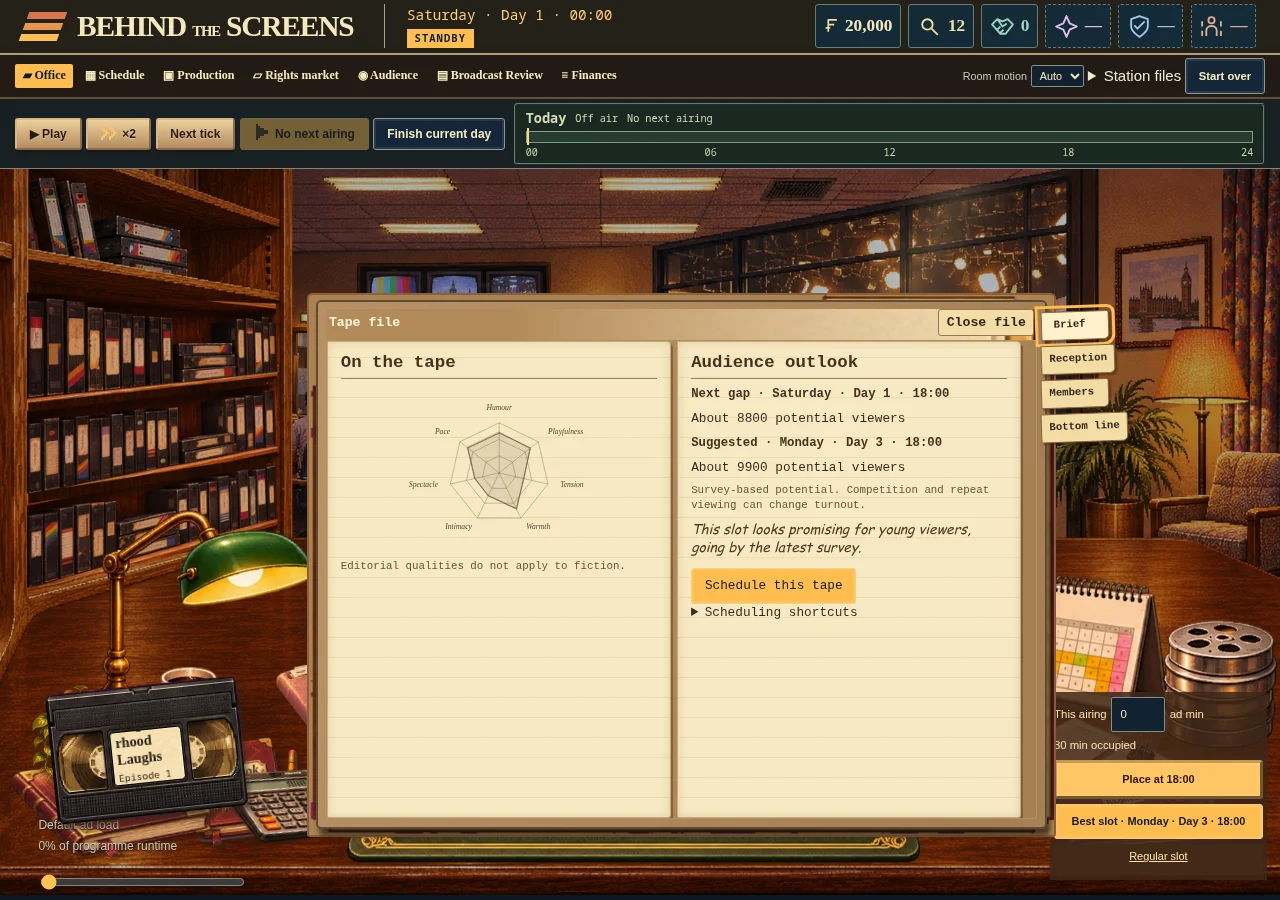 BEHIND THE SCREENS
Saturday · Day 1 · 00:00
STANDBY
₣ 20,000
12
0
—
—
—
Office
Schedule
Production
Rights market
Audience
Broadcast Review
Finances
Room motion
Auto
Station files
Start over
Play
×2
Next tick
No next airing
Finish current day
Today Off air No next airing
00 06 12 18 24
Tape file
Close file
Brief
Reception
Members
Bottom line
On the tape
Humour
Pace
Playfulness
Spectacle
Tension
Intimacy
Warmth
Editorial qualities do not apply to fiction.
Audience outlook
Next gap · Saturday · Day 1 · 18:00
About 8800 potential viewers
Suggested · Monday · Day 3 · 18:00
About 9900 potential viewers
Survey-based potential. Competition and repeat
viewing can change turnout.
This slot looks promising for young viewers,
going by the latest survey.
Schedule this tape
Scheduling shortcuts
rhood
Laughs
Episode 1
Default ad load
0% of programme runtime
This airing 0 ad min
30 min occupied
Place at 18:00
Best slot · Monday · Day 3 · 18:00
Regular slot